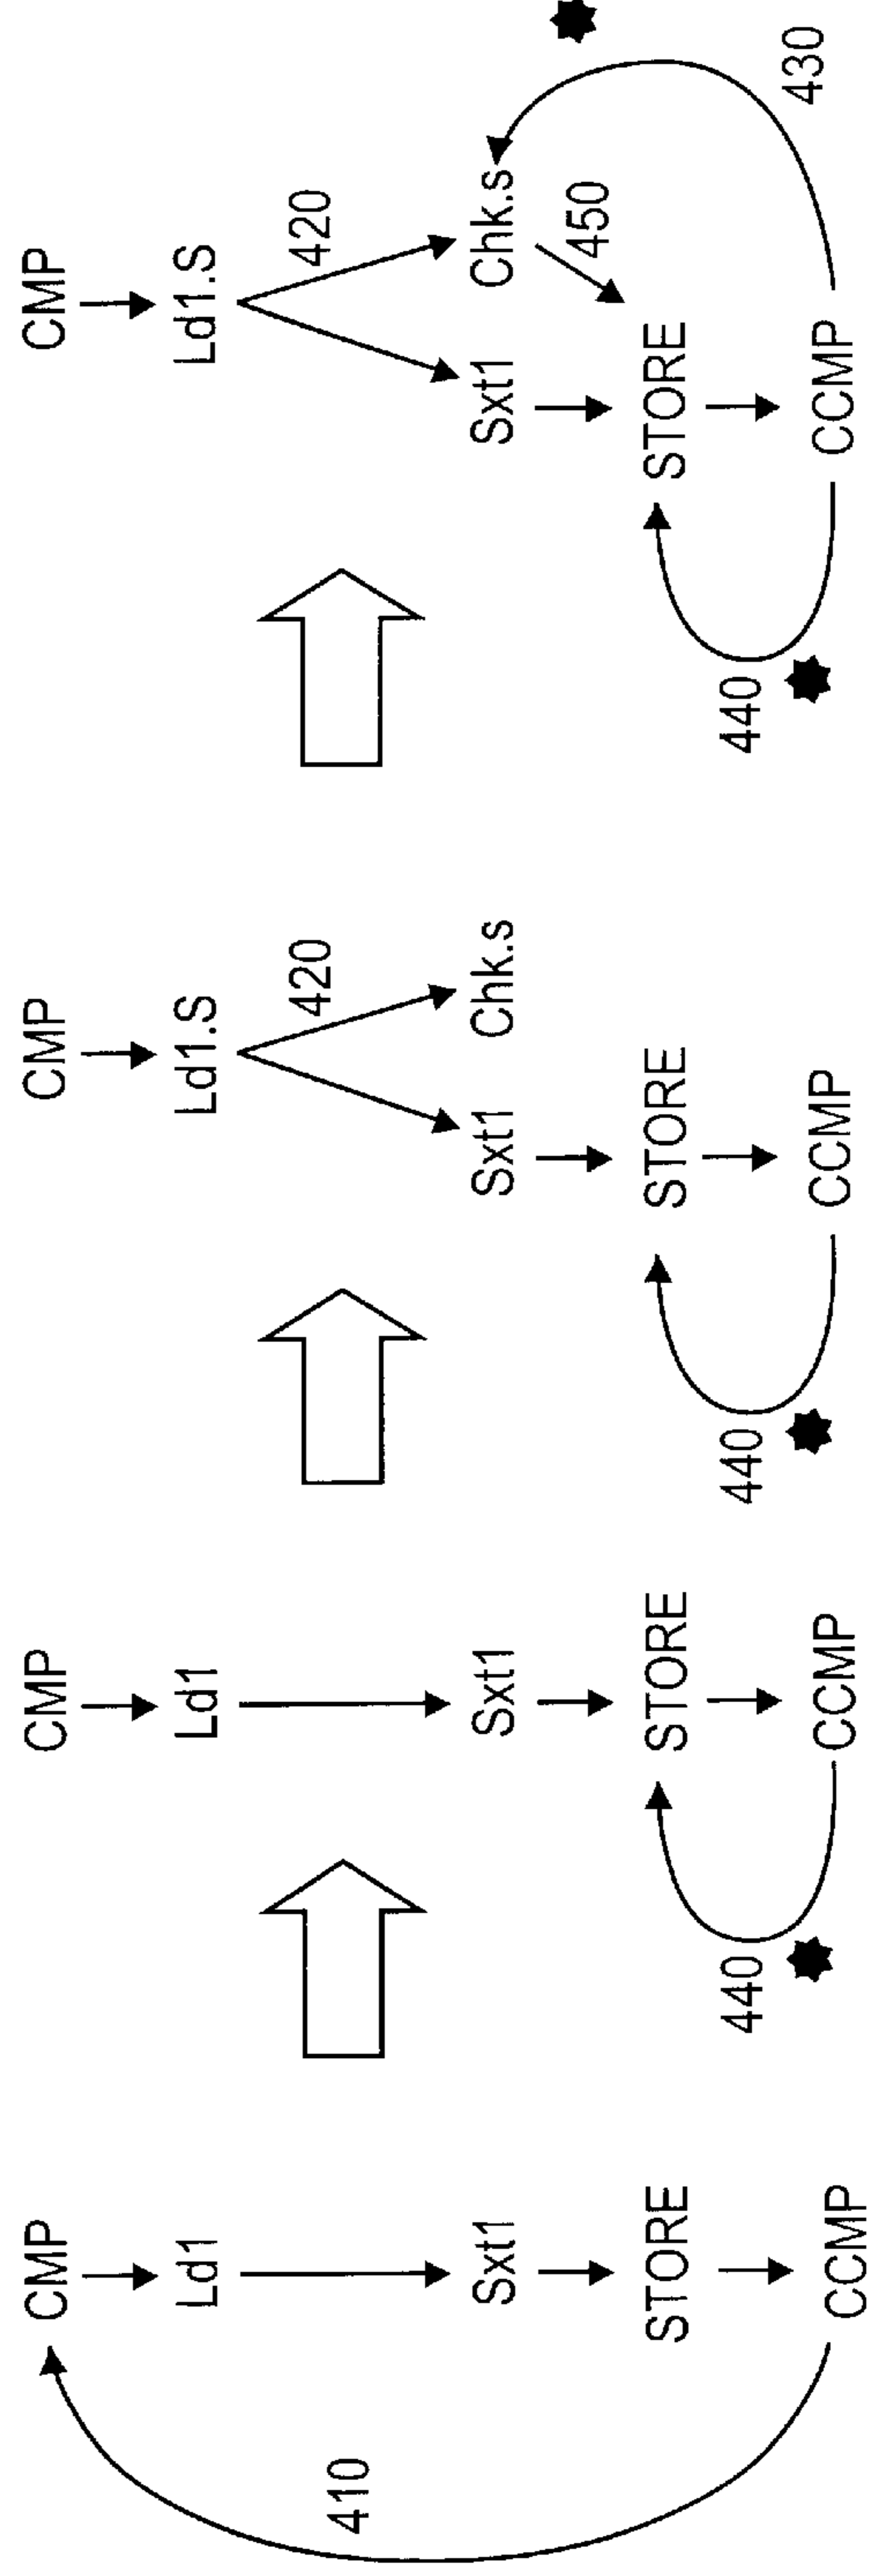 CMP
Ld1
410
Sxt1
STORE
CCMP
CMP
Ld1
Sxt1
STORE
440
CCMP
CMP
Ld1.S
420
Sxt1
Chk.s
STORE
440
CCMP
CMP
Ld1.S
420
Sxt1
Chk.s
450
STORE
440
CCMP
430